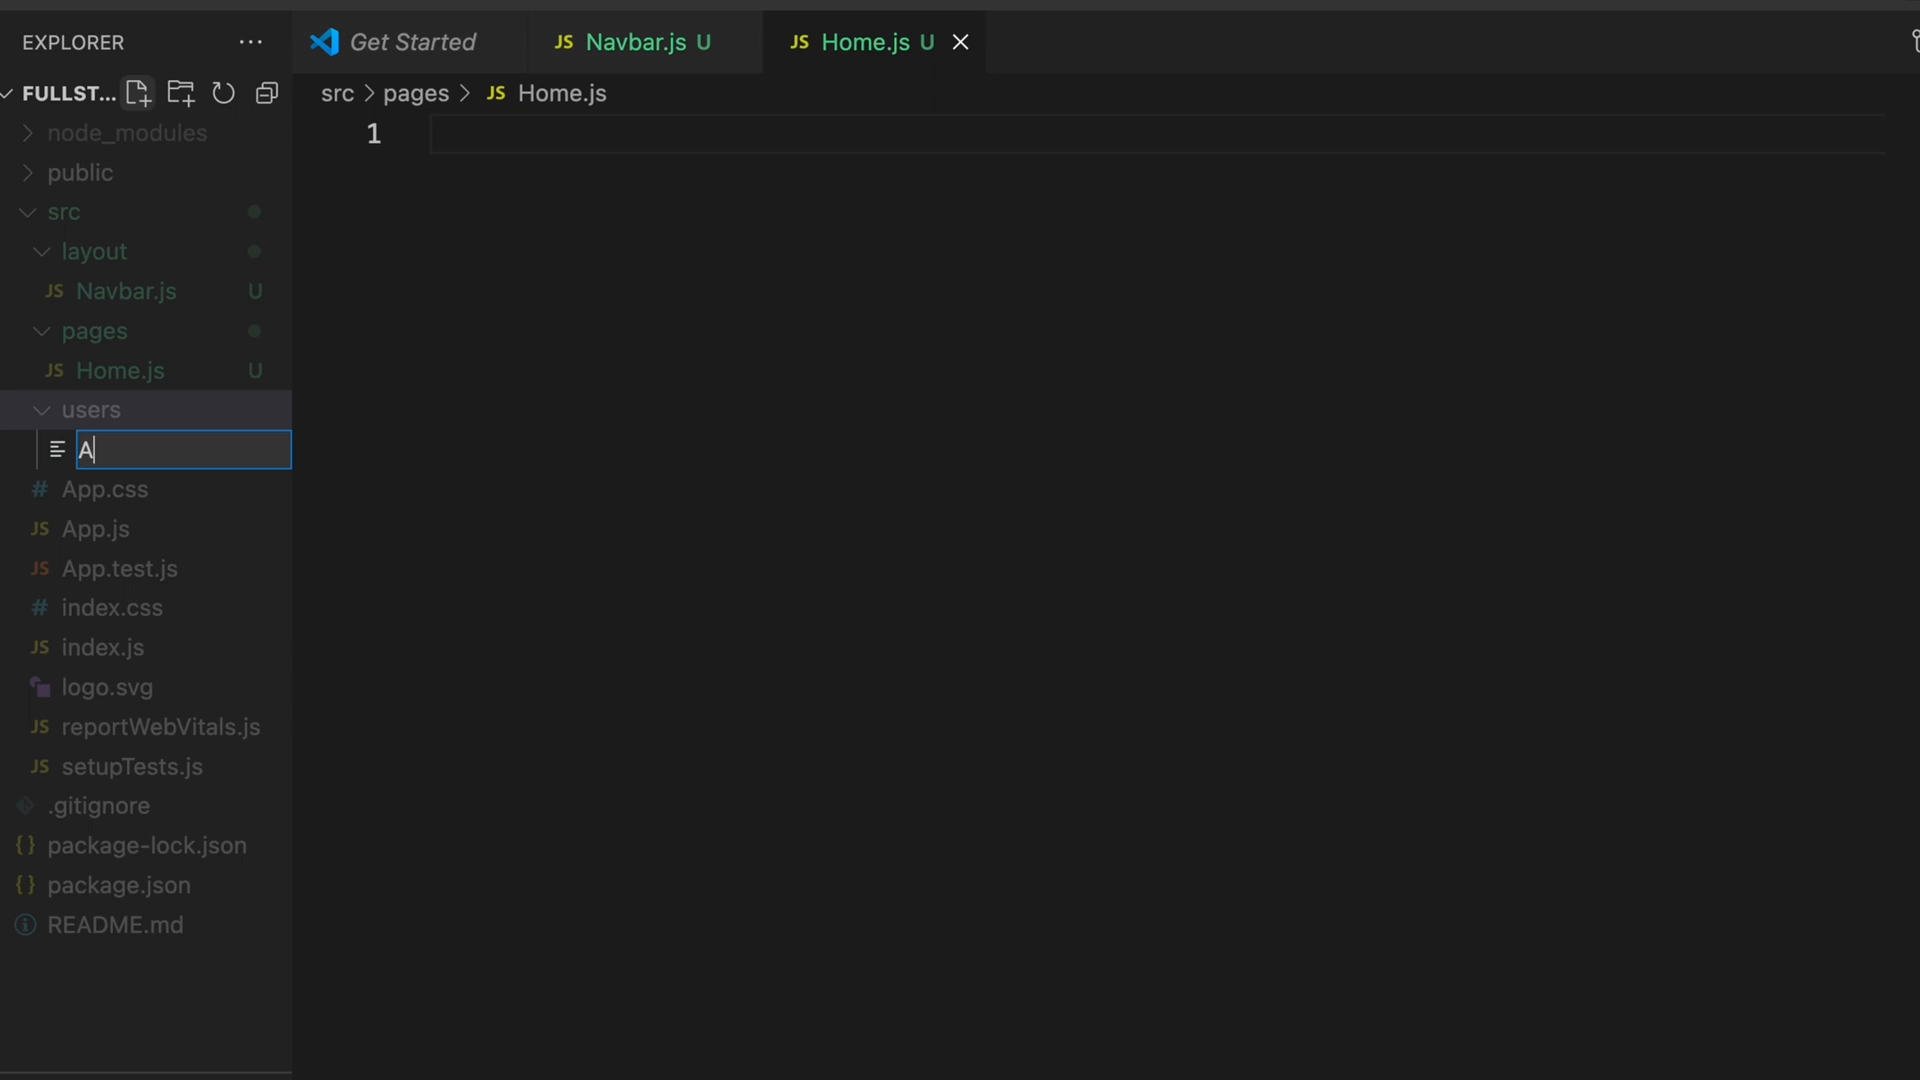 EXPLORER
Get Started
JS Navbar.js U
JS Home.js U
FULLST...
src > pages > JS Home.js
1
node_modules
public
src
layout
JS Navbar.js U
pages
JS Home.js U
users
A
# App.css
JS App.js
JS App.test.js
# index.css
JS index.js
logo.svg
JS reportWebVitals.js
JS setupTests.js
.gitignore
{} package-lock.json
{} package.json
README.md